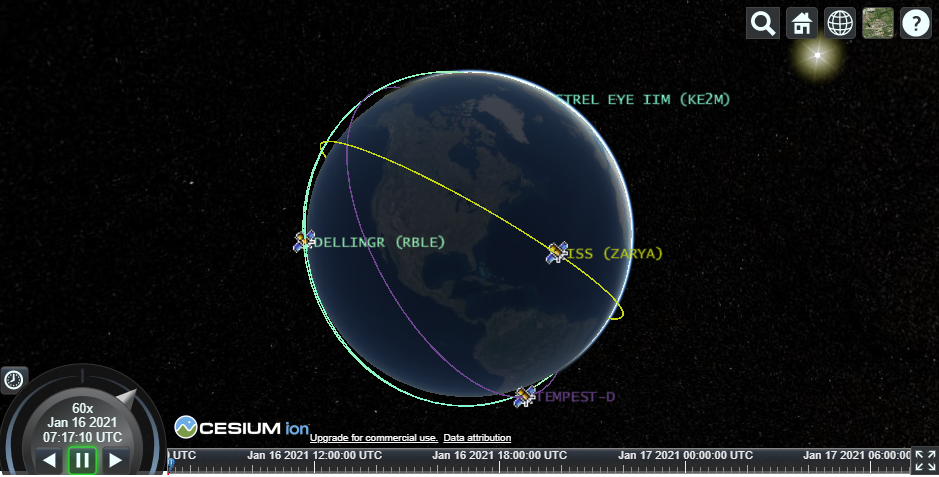 ?
TREL EYE IIM (KE2M)
DELLINGR (RBLE)
ISS (ZARYA)
TEMPEST-D
60x
Jan 16 2021
07:17:10 UTC
CESIUM ion
Upgrade for commercial use. Data attribution
UTC Jan 16 2021 12:00:00 UTC Jan 16 2021 18:00:00 UTC Jan 17 2021 00:00:00 UTC Jan 17 2021 06:00:00